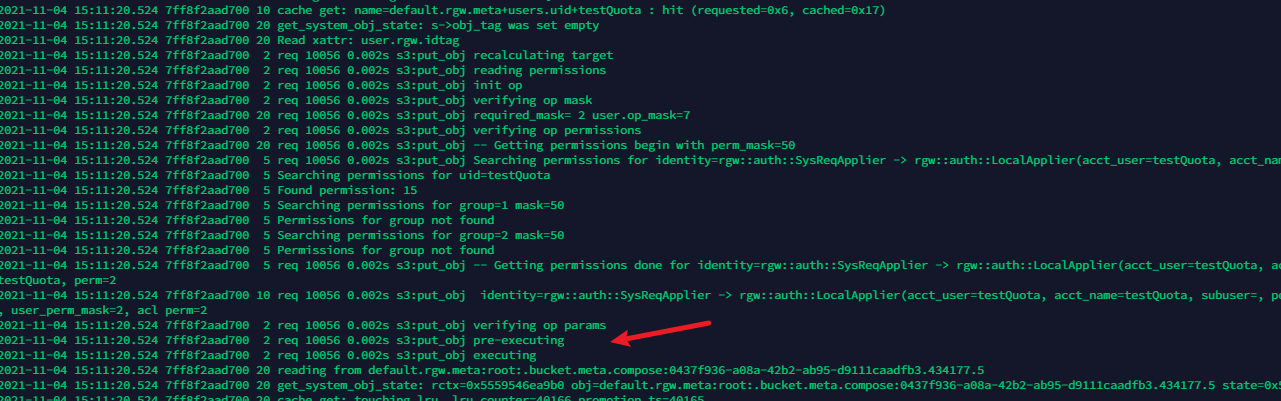 2021-11-04 15:11:20.524 7ff8f2aad700 10 cache get: name=default.rgw.meta+users.uid+testQuota : hit (requested=0x6, cached=0x17)
2021-11-04 15:11:20.524 7ff8f2aad700 20 get_system_obj_state: s->obj_tag was set empty
2021-11-04 15:11:20.524 7ff8f2aad700 20 Read xattr: user.rgw.idtag
2021-11-04 15:11:20.524 7ff8f2aad700  2 req 10056 0.002s s3:put_obj recalculating target
2021-11-04 15:11:20.524 7ff8f2aad700  2 req 10056 0.002s s3:put_obj reading permissions
2021-11-04 15:11:20.524 7ff8f2aad700  2 req 10056 0.002s s3:put_obj init op
2021-11-04 15:11:20.524 7ff8f2aad700  2 req 10056 0.002s s3:put_obj verifying op mask
2021-11-04 15:11:20.524 7ff8f2aad700 20 req 10056 0.002s s3:put_obj required_mask= 2 user.op_mask=7
2021-11-04 15:11:20.524 7ff8f2aad700  2 req 10056 0.002s s3:put_obj verifying op permissions
2021-11-04 15:11:20.524 7ff8f2aad700 20 req 10056 0.002s s3:put_obj -- Getting permissions begin with perm_mask=50
2021-11-04 15:11:20.524 7ff8f2aad700  5 req 10056 0.002s s3:put_obj Searching permissions for identity=rgw::auth::SysReqApplier -> rgw::auth::LocalApplier(acct_user=testQuota, acct_na
2021-11-04 15:11:20.524 7ff8f2aad700  5 Searching permissions for uid=testQuota
2021-11-04 15:11:20.524 7ff8f2aad700  5 Found permission: 15
2021-11-04 15:11:20.524 7ff8f2aad700  5 Searching permissions for group=1 mask=50
2021-11-04 15:11:20.524 7ff8f2aad700  5 Permissions for group not found
2021-11-04 15:11:20.524 7ff8f2aad700  5 Searching permissions for group=2 mask=50
2021-11-04 15:11:20.524 7ff8f2aad700  5 Permissions for group not found
2021-11-04 15:11:20.524 7ff8f2aad700  5 req 10056 0.002s s3:put_obj -- Getting permissions done for identity=rgw::auth::SysReqApplier -> rgw::auth::LocalApplier(acct_user=testQuota, ac
testQuota, perm=2
2021-11-04 15:11:20.524 7ff8f2aad700 10 req 10056 0.002s s3:put_obj  identity=rgw::auth::SysReqApplier -> rgw::auth::LocalApplier(acct_user=testQuota, acct_name=testQuota, subuser=, pe
, user_perm_mask=2, acl perm=2
2021-11-04 15:11:20.524 7ff8f2aad700  2 req 10056 0.002s s3:put_obj verifying op params
2021-11-04 15:11:20.524 7ff8f2aad700  2 req 10056 0.002s s3:put_obj pre-executing
2021-11-04 15:11:20.524 7ff8f2aad700  2 req 10056 0.002s s3:put_obj executing
2021-11-04 15:11:20.524 7ff8f2aad700 20 reading from default.rgw.meta:root:.bucket.meta.compose:0437f936-a08a-42b2-ab95-d9111caadfb3.434177.5
2021-11-04 15:11:20.524 7ff8f2aad700 20 get_system_obj_state: rctx=0x5559546ea9b0 obj=default.rgw.meta:root:.bucket.meta.compose:0437f936-a08a-42b2-ab95-d9111caadfb3.434177.5 state=0x5
2021-11-04 15:11:20.524 7ff8f2aad700 20 cache get: touching lru, lru_counter=40166 promotion_ts=40165